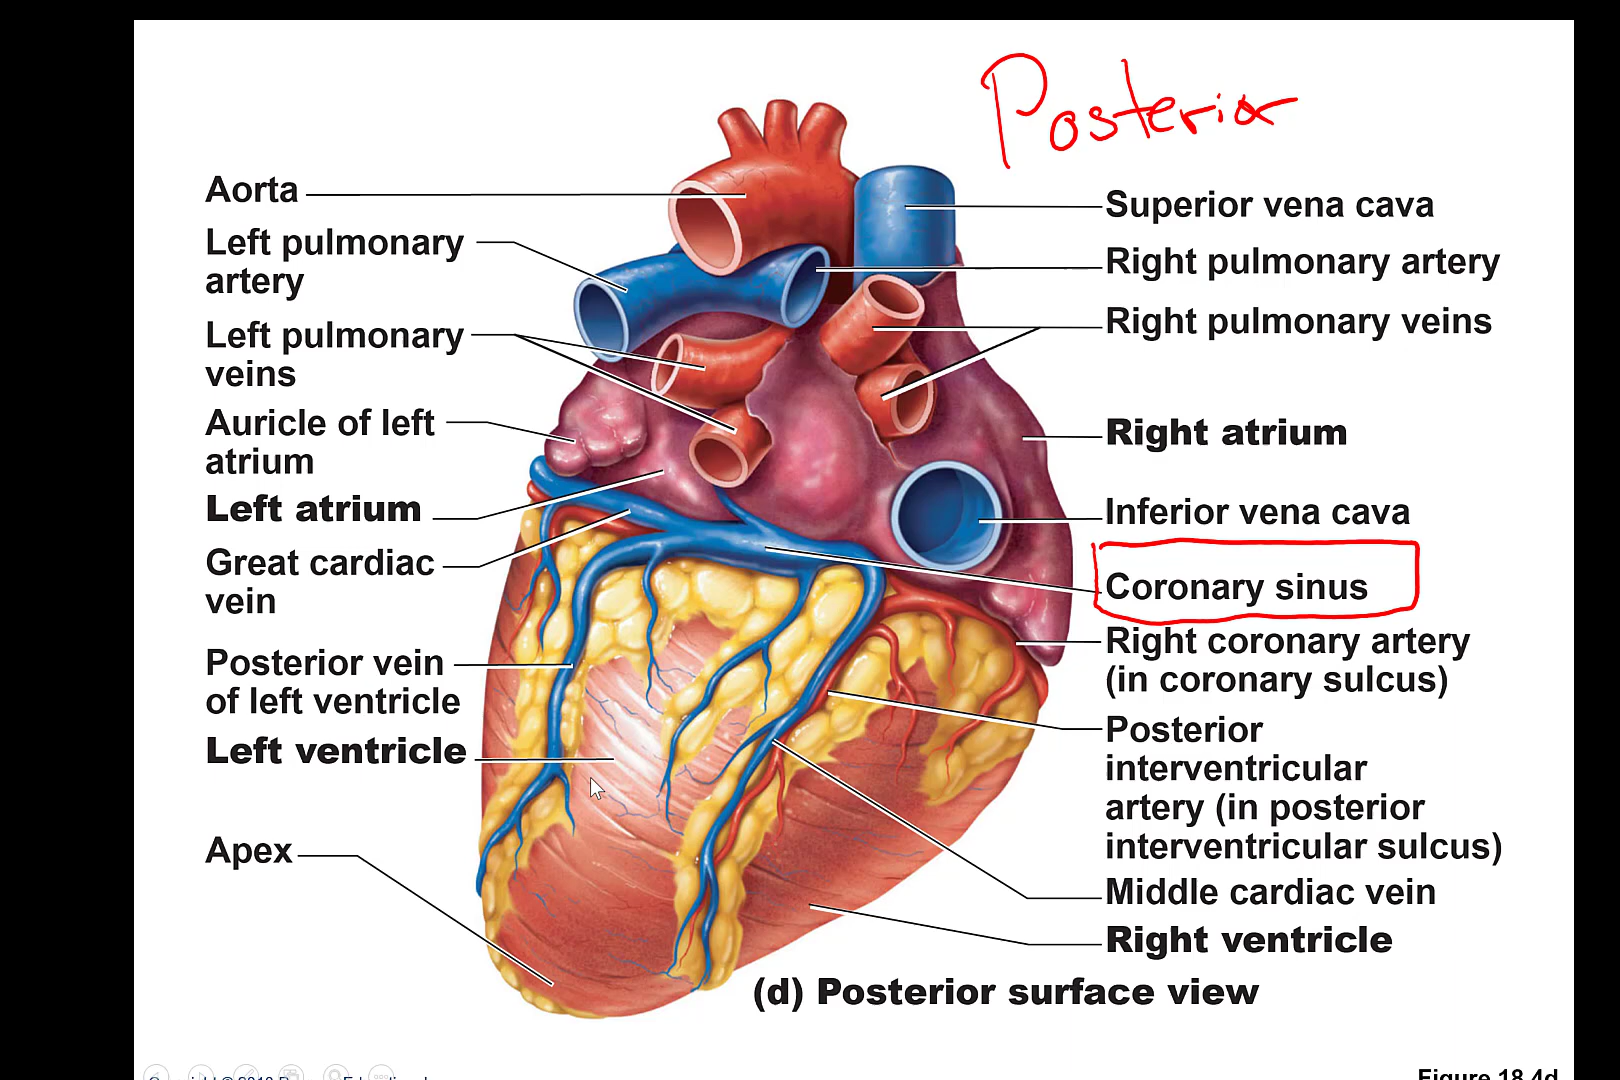 Posterior
Aorta
Left pulmonary
artery
Left pulmonary
veins
Auricle of left
atrium
Left atrium
Great cardiac
vein
Posterior vein
of left ventricle
Left ventricle
Apex
Superior vena cava
Right pulmonary artery
Right pulmonary veins
Right atrium
Inferior vena cava
Coronary sinus
Right coronary artery
(in coronary sulcus)
Posterior
interventricular
artery (in posterior
interventricular sulcus)
Middle cardiac vein
Right ventricle
(d) Posterior surface view
Figure 18.4d